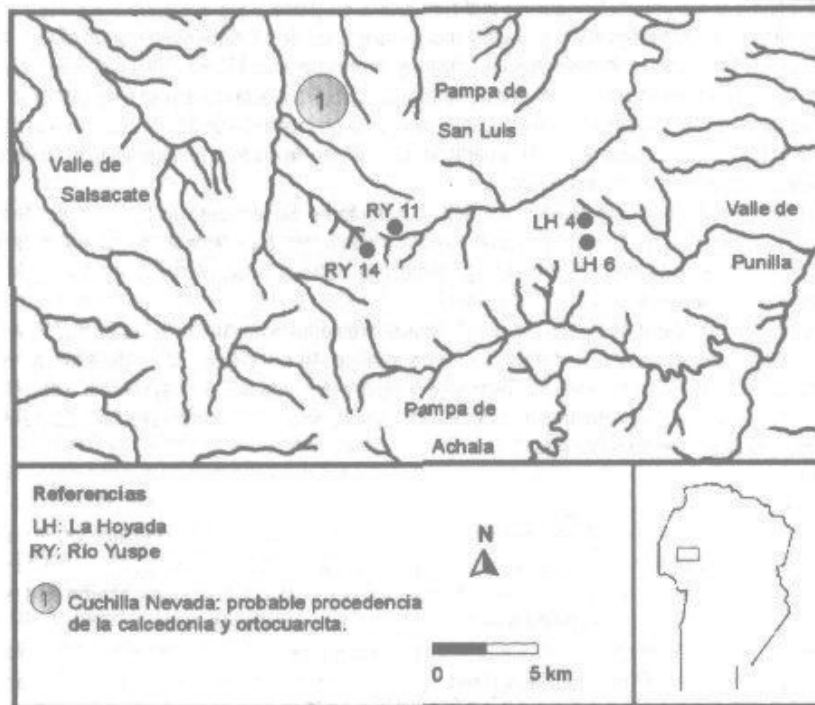 1
Pampa de
San Luis
Valle de
Salsacate
RY 11
RY 14
LH 4
LH 6
Valle de
Punilla
Pampa de
Achala
Referencias
LH: La Hoyada
RY: Río Yuspe
1 Cuchilla Nevada: probable procedencia
de la calcedonia y ortocuarcita.
N
0 5 km